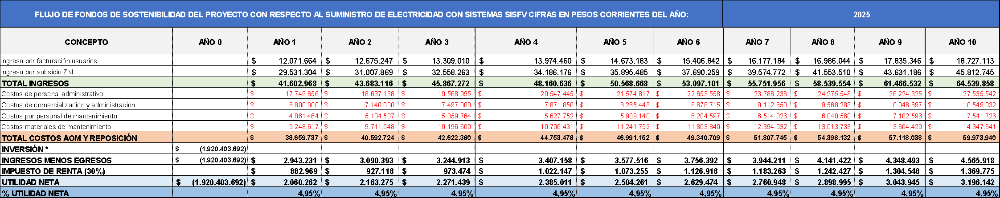 FLUJO DE FONDOS DE SOSTENIBILIDAD DEL PROYECTO CON RESPECTO AL SUMINISTRO DE ELECTRICIDAD CON SISTEMAS SISFV CIFRAS EN PESOS CORRIENTES DEL AÑO: 2025
CONCEPTO AÑO 0 AÑO 1 AÑO 2 AÑO 3 AÑO 4 AÑO 5 AÑO 6 AÑO 7 AÑO 8 AÑO 9 AÑO 10
Ingreso por facturación usuarios $ 12.071.664 $ 12.675.247 $ 13.309.010 $ 13.974.460 $ 14.673.183 $ 15.406.842 $ 16.177.184 $ 16.986.044 $ 17.835.346 $ 18.727.113
Ingreso por subsidio ZNI $ 29.531.304 $ 31.007.869 $ 32.558.263 $ 34.186.176 $ 35.895.485 $ 37.690.259 $ 39.574.772 $ 41.553.510 $ 43.631.186 $ 45.812.745
TOTAL INGRESOS $ 41.602.968 $ 43.683.116 $ 45.867.272 $ 48.160.636 $ 50.568.668 $ 53.097.101 $ 55.751.956 $ 58.539.554 $ 61.466.532 $ 64.539.858
Costos de personal administrativo $ 17.749.656 $ 18.637.138 $ 19.568.995 $ 20.547.445 $ 21.574.817 $ 22.653.558 $ 23.786.236 $ 24.975.548 $ 26.224.325 $ 27.535.542
Costos de comercialización y administración $ 6.800.000 $ 7.140.000 $ 7.497.000 $ 7.871.850 $ 8.265.443 $ 8.678.715 $ 9.112.650 $ 9.568.283 $ 10.046.697 $ 10.549.032
Costos por personal de mantenimiento $ 4.861.464 $ 5.104.537 $ 5.359.764 $ 5.627.752 $ 5.909.140 $ 6.204.597 $ 6.514.826 $ 6.840.568 $ 7.182.596 $ 7.541.726
Costos materiales de mantenimiento $ 9.248.617 $ 9.711.048 $ 10.196.600 $ 10.706.431 $ 11.241.752 $ 11.803.840 $ 12.394.032 $ 13.013.733 $ 13.664.420 $ 14.347.641
TOTAL COSTOS AOM Y REPOSICIÓN $ 38.659.737 $ 40.592.724 $ 42.622.360 $ 44.753.478 $ 46.991.152 $ 49.340.709 $ 51.807.745 $ 54.398.132 $ 57.118.038 $ 59.973.940
INVERSIÓN * $ (1.920.403.692)
INGRESOS MENOS EGRESOS $ (1.920.403.692) $ 2.943.231 $ 3.090.393 $ 3.244.913 $ 3.407.158 $ 3.577.516 $ 3.756.392 $ 3.944.211 $ 4.141.422 $ 4.348.493 $ 4.565.918
IMPUESTO DE RENTA (30%) $ 882.969 $ 927.118 $ 973.474 $ 1.022.147 $ 1.073.255 $ 1.126.918 $ 1.183.263 $ 1.242.427 $ 1.304.548 $ 1.369.775
UTILIDAD NETA $ (1.920.403.692) $ 2.060.262 $ 2.163.275 $ 2.271.439 $ 2.385.011 $ 2.504.261 $ 2.629.474 $ 2.760.948 $ 2.898.995 $ 3.043.945 $ 3.196.142
% UTILIDAD NETA 4,95% 4,95% 4,95% 4,95% 4,95% 4,95% 4,95% 4,95% 4,95% 4,95%